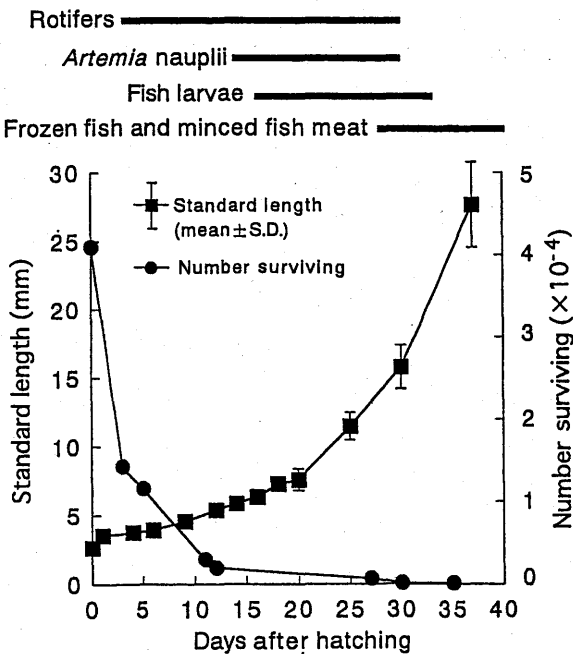 Rotifers
Artemia nauplii
Fish larvae
Frozen fish and minced fish meat
30
25
20
15
10
5
0
Standard length (mm)
Standard length
(mean±S.D.)
Number surviving
5
4
3
2
1
0
Number surviving (×10⁻⁴)
0 5 10 15 20 25 30 35 40
Days after hatching